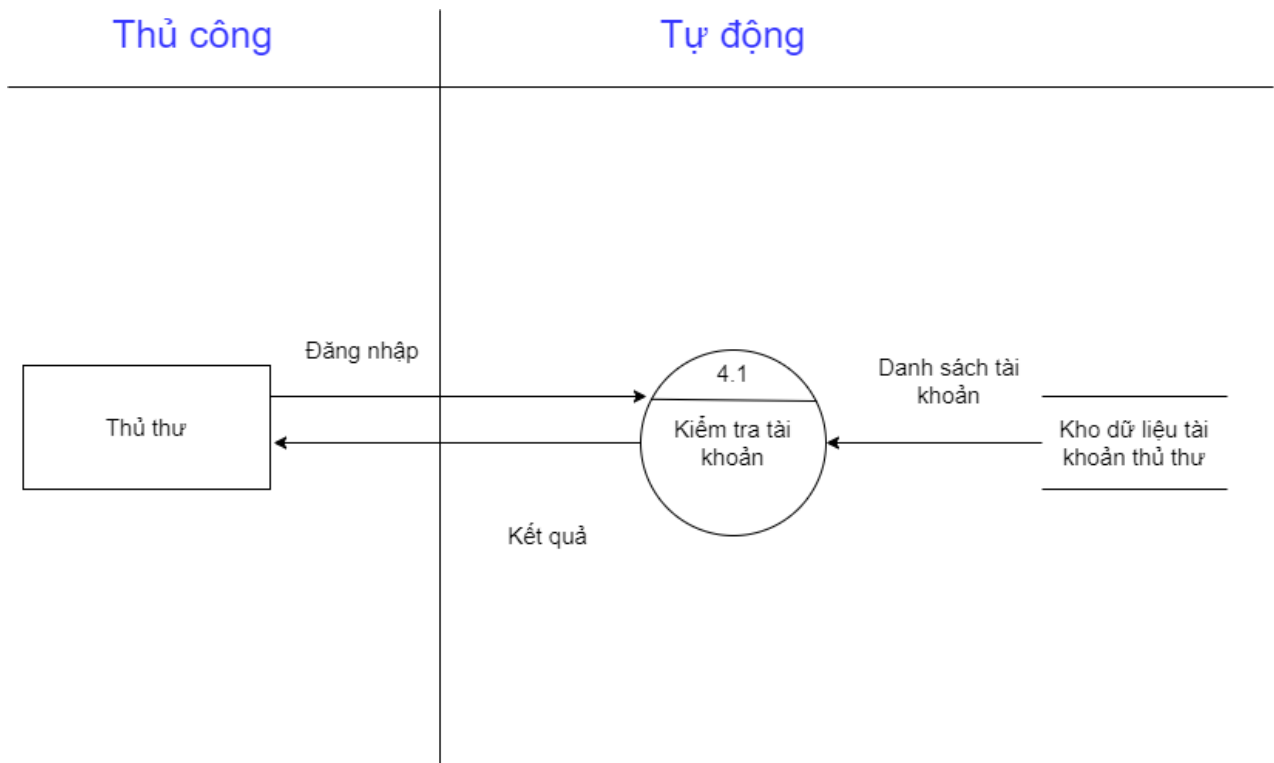 Thủ công
Tự động
Đăng nhập
4.1
Danh sách tài
khoản
Thủ thư
Kiểm tra tài
khoản
Kho dữ liệu tài
khoản thủ thư
Kết quả